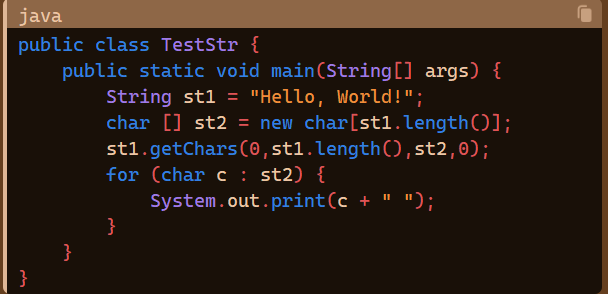 java
public class TestStr {
    public static void main(String[] args) {
        String st1 = "Hello, World!";
        char [] st2 = new char[st1.length()];
        st1.getChars(0,st1.length(),st2,0);
        for (char c : st2) {
            System.out.print(c + " ");
        }
    }
}